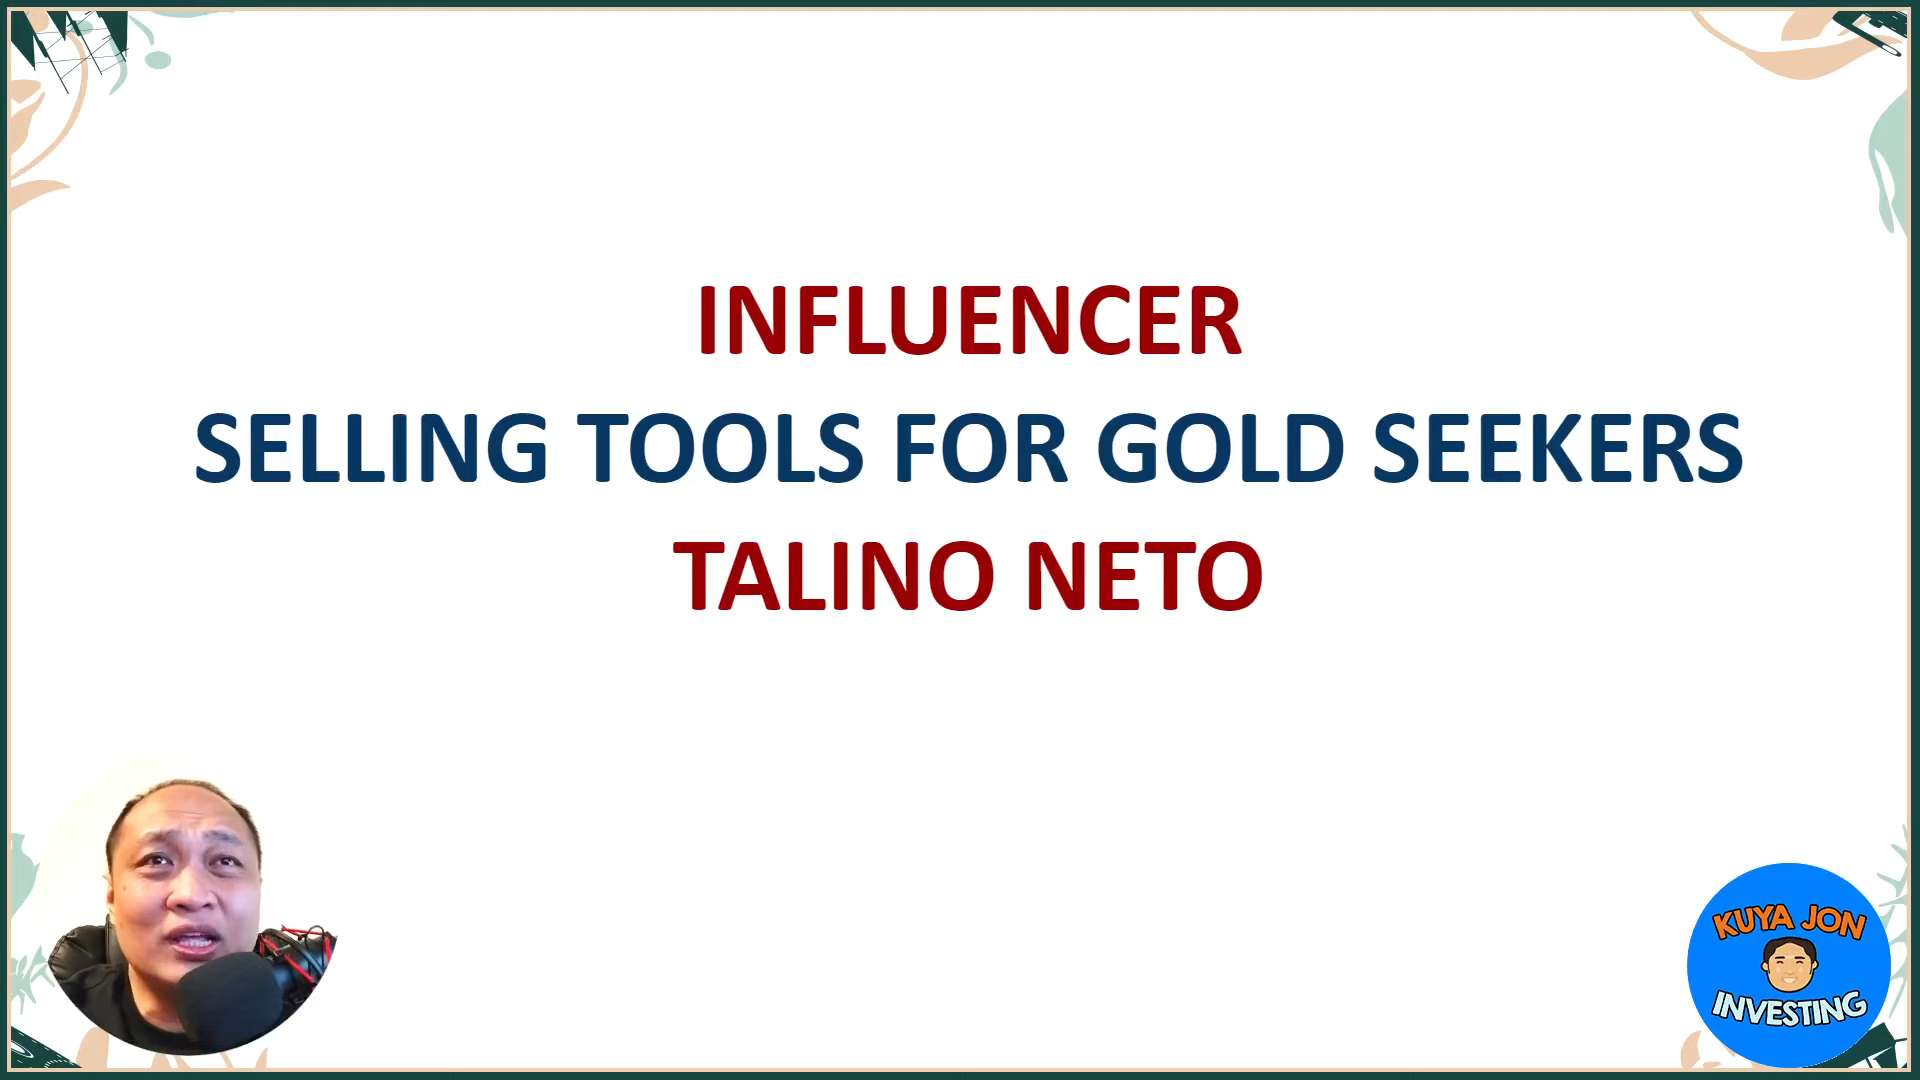 INFLUENCER
SELLING TOOLS FOR GOLD SEEKERS
TALINO NETO
KUYA JON
INVESTING